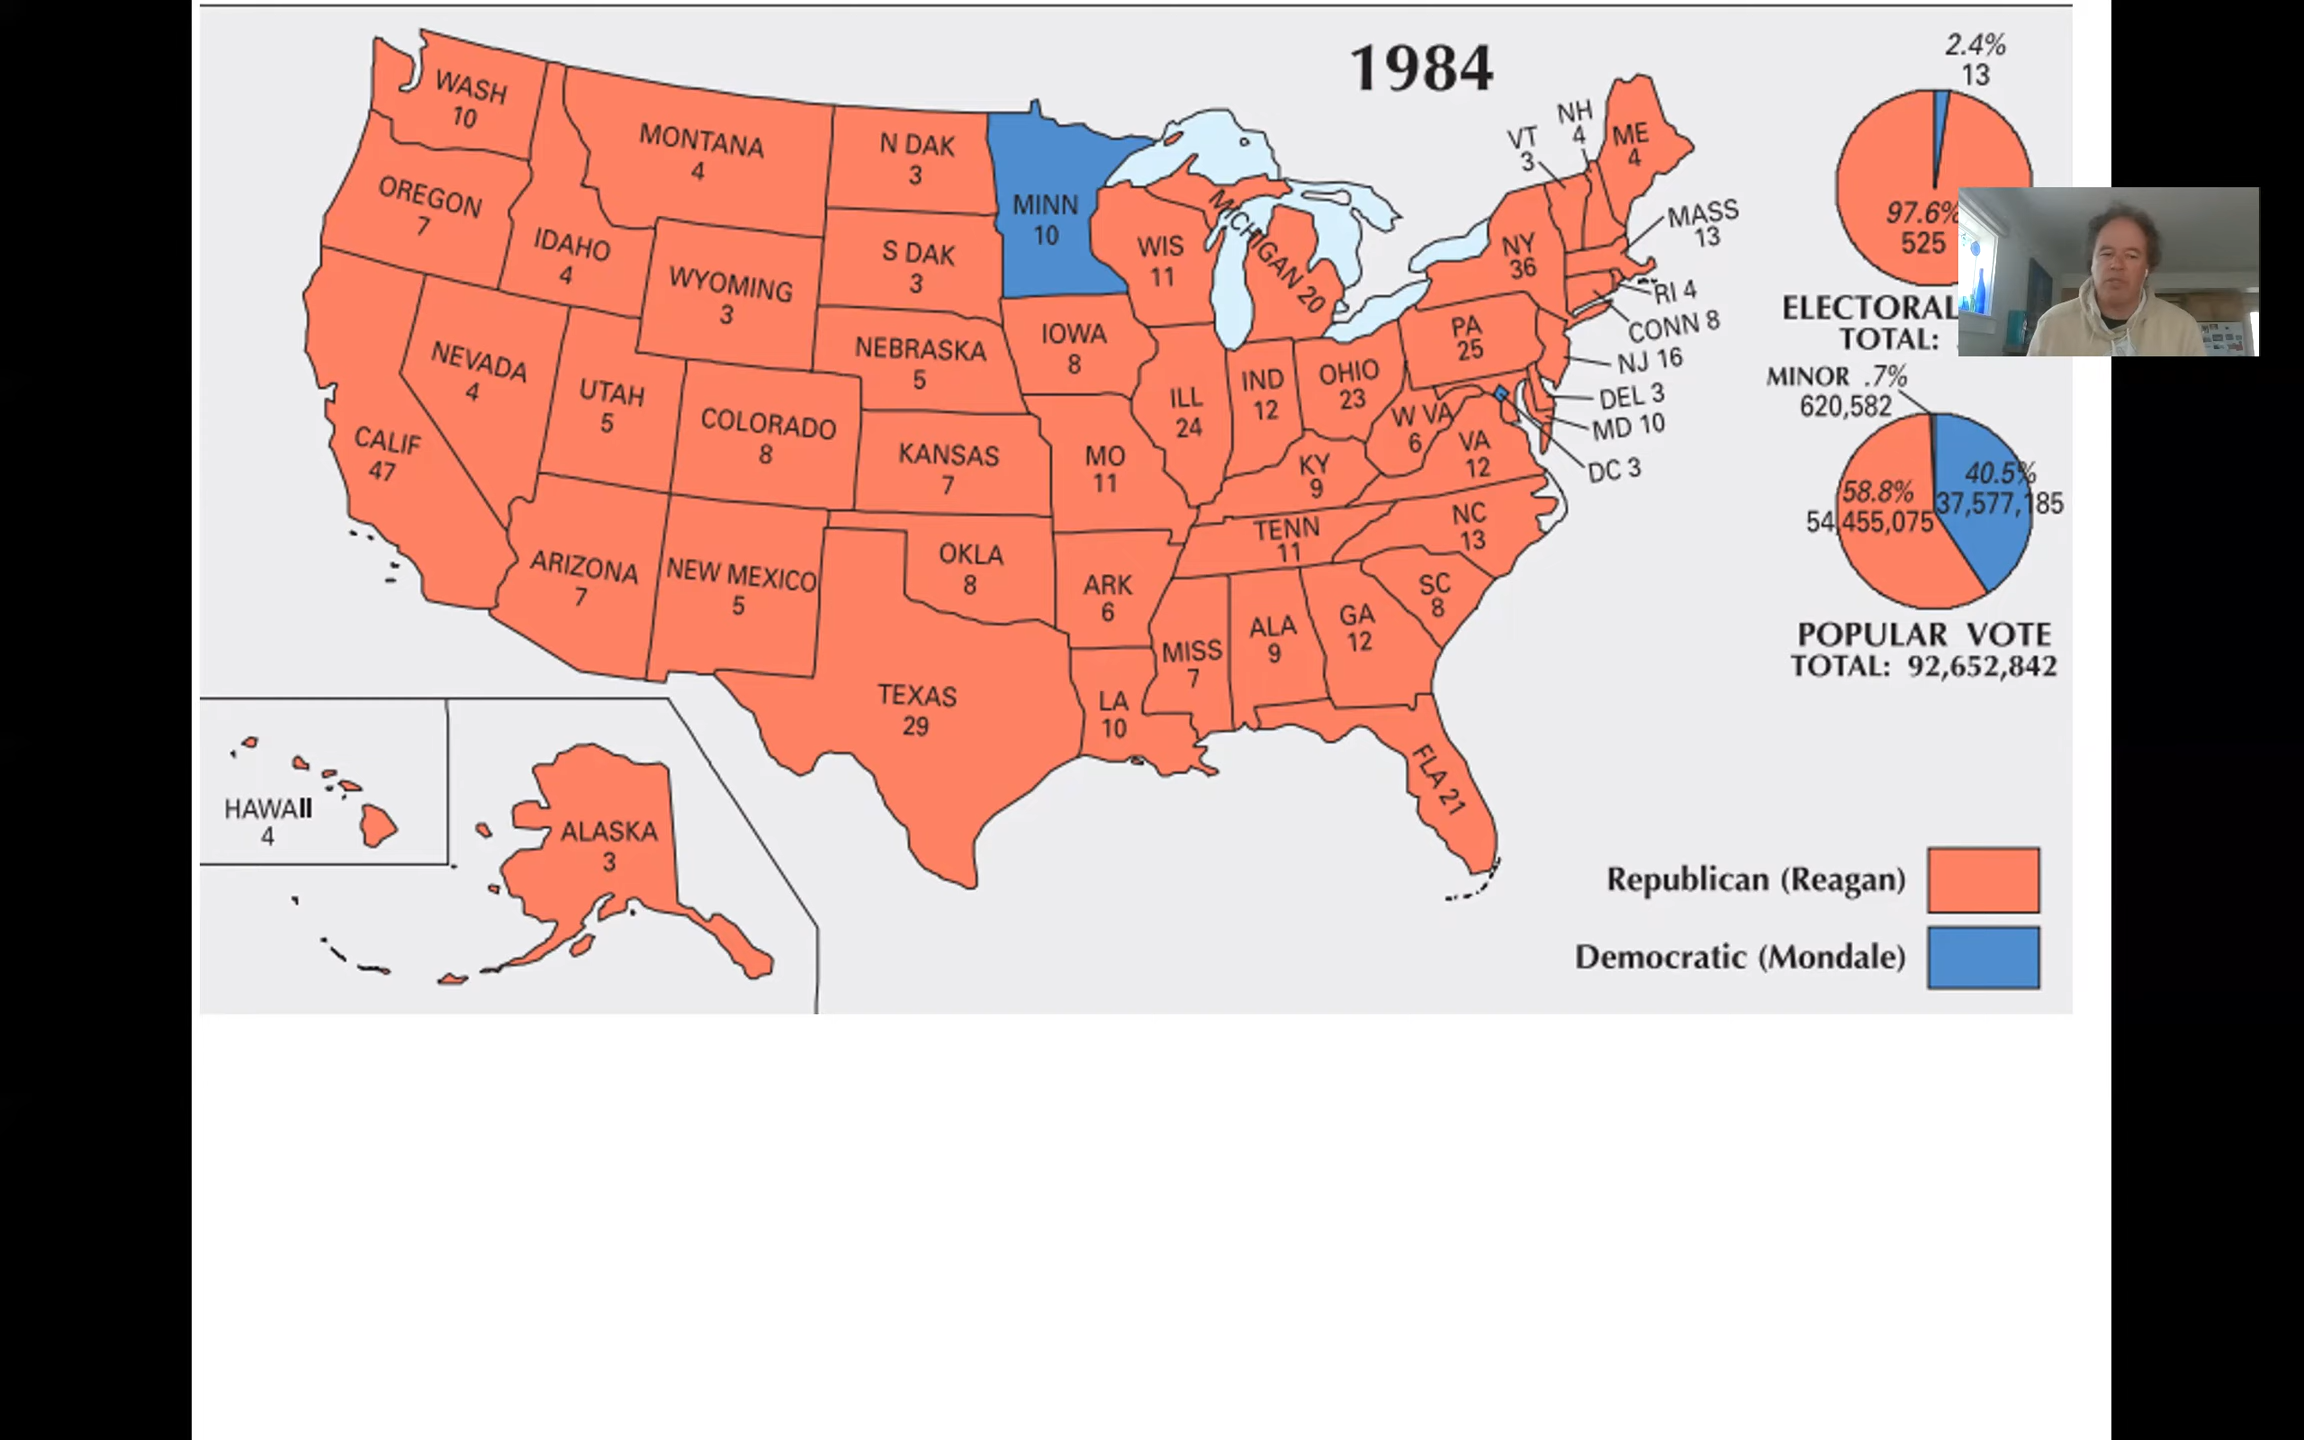 1984
WASH
10
OREGON
7
CALIF
47
NEVADA
4
IDAHO
4
MONTANA
4
WYOMING
3
UTAH
5
COLORADO
8
ARIZONA
7
NEW MEXICO
5
N DAK
3
S DAK
3
NEBRASKA
5
KANSAS
7
OKLA
8
TEXAS
29
MINN
10
IOWA
8
MO
11
ARK
6
LA
10
WIS
11
ILL
24
MICHIGAN 20
IND
12
OHIO
23
KY
9
TENN
11
MISS
7
ALA
9
GA
12
FLA 21
SC
8
NC
13
VA
12
W VA
6
PA
25
NY
36
VT
3
NH
4
ME
4
MASS
13
RI 4
CONN 8
NJ 16
DEL 3
MD 10
DC 3
HAWAII
4
ALASKA
3
2.4%
13
97.6%
525
ELECTORAL
TOTAL:
MINOR .7%
620,582
40.5%
37,577,185
58.8%
54,455,075
POPULAR VOTE
TOTAL: 92,652,842
Republican (Reagan)
Democratic (Mondale)